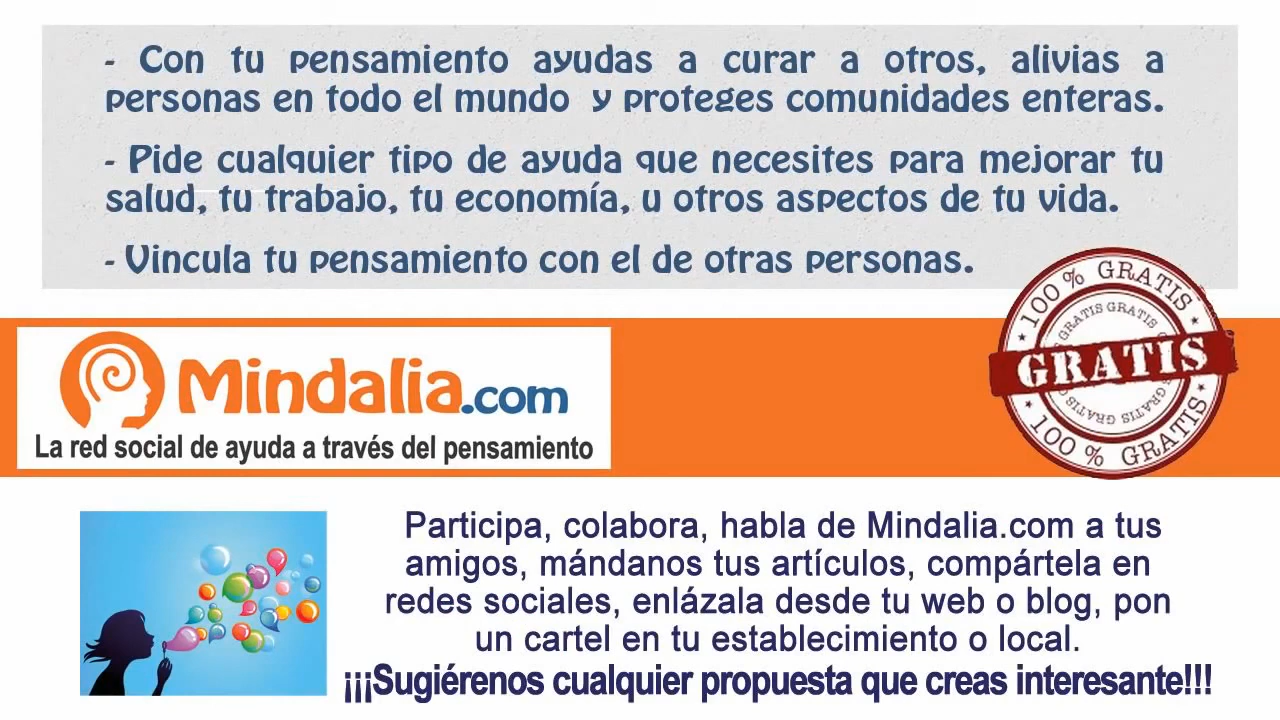 - Con tu pensamiento ayudas a curar a otros, alivias a
personas en todo el mundo y proteges comunidades enteras.
- Pide cualquier tipo de ayuda que necesites para mejorar tu
salud, tu trabajo, tu economía, u otros aspectos de tu vida.
- Vincula tu pensamiento con el de otras personas.
100 % GRATIS
GRATIS GRATIS
GRATIS
GRATIS GRATIS
100 % GRATIS
Mindalia.com
La red social de ayuda a través del pensamiento
Participa, colabora, habla de Mindalia.com a tus
amigos, mándanos tus artículos, compártela en
redes sociales, enlázala desde tu web o blog, pon
un cartel en tu establecimiento o local.
¡¡¡Sugiérenos cualquier propuesta que creas interesante!!!